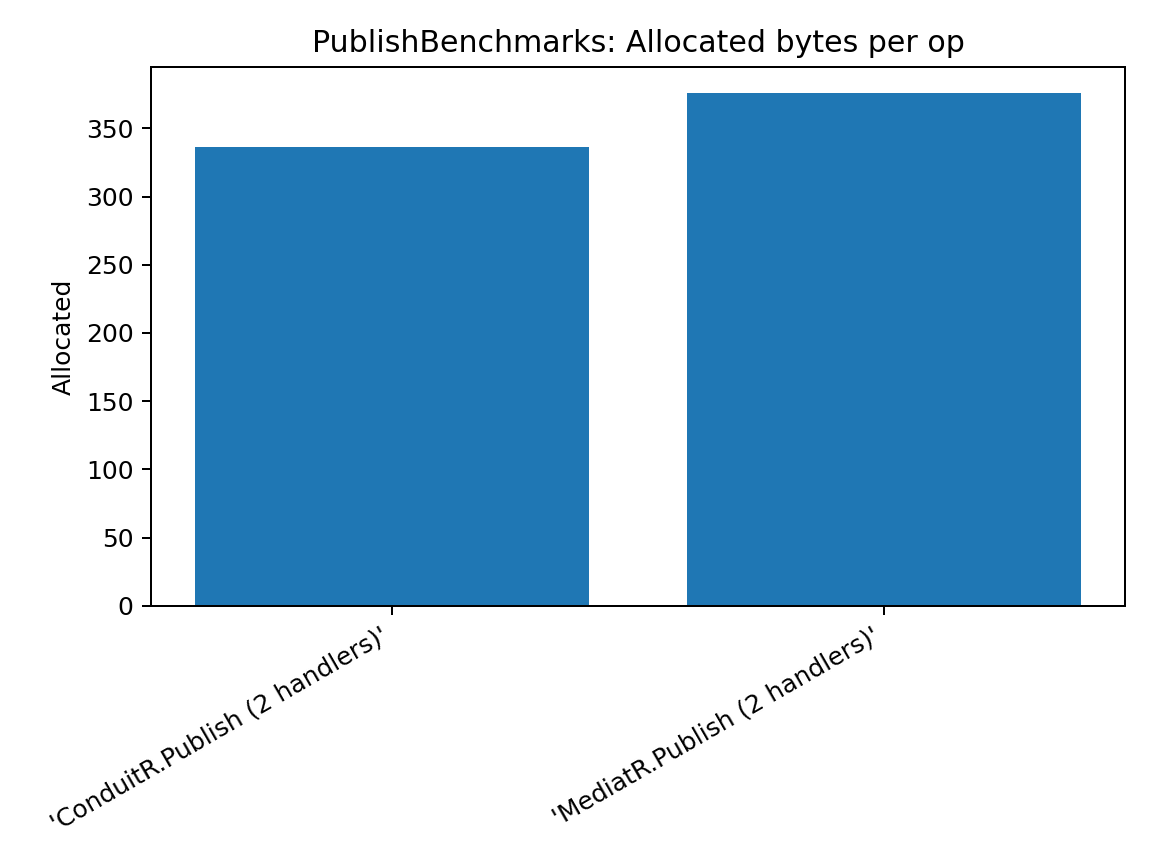 PublishBenchmarks: Allocated bytes per op
Allocated
350
300
250
200
150
100
50
0
'ConduitR.Publish (2 handlers)'
'MediatR.Publish (2 handlers)'